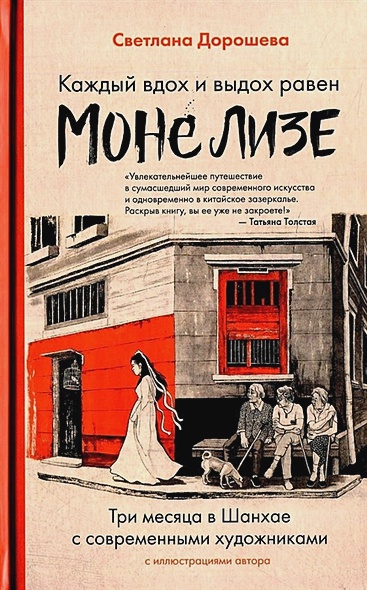 Светлана Дорошева
Каждый вдох и выдох равен
МОНе ЛИЗЕ
«Увлекательнейшее путешествие
в сумасшедший мир современного искусства
и одновременно в китайское зазеркалье.
Раскрыв книгу, вы ее уже не закроете!»
— Татьяна Толстая
Три месяца в Шанхае
с современными художниками
с иллюстрациями автора